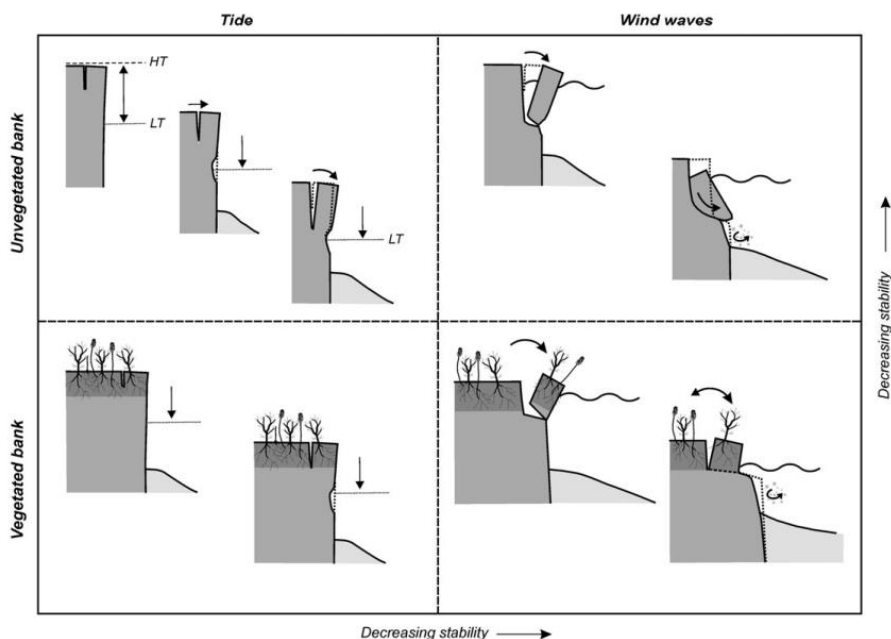 Tide
Wind waves
Unvegetated bank
HT
LT
LT
Vegetated bank
Decreasing stability
Decreasing stability